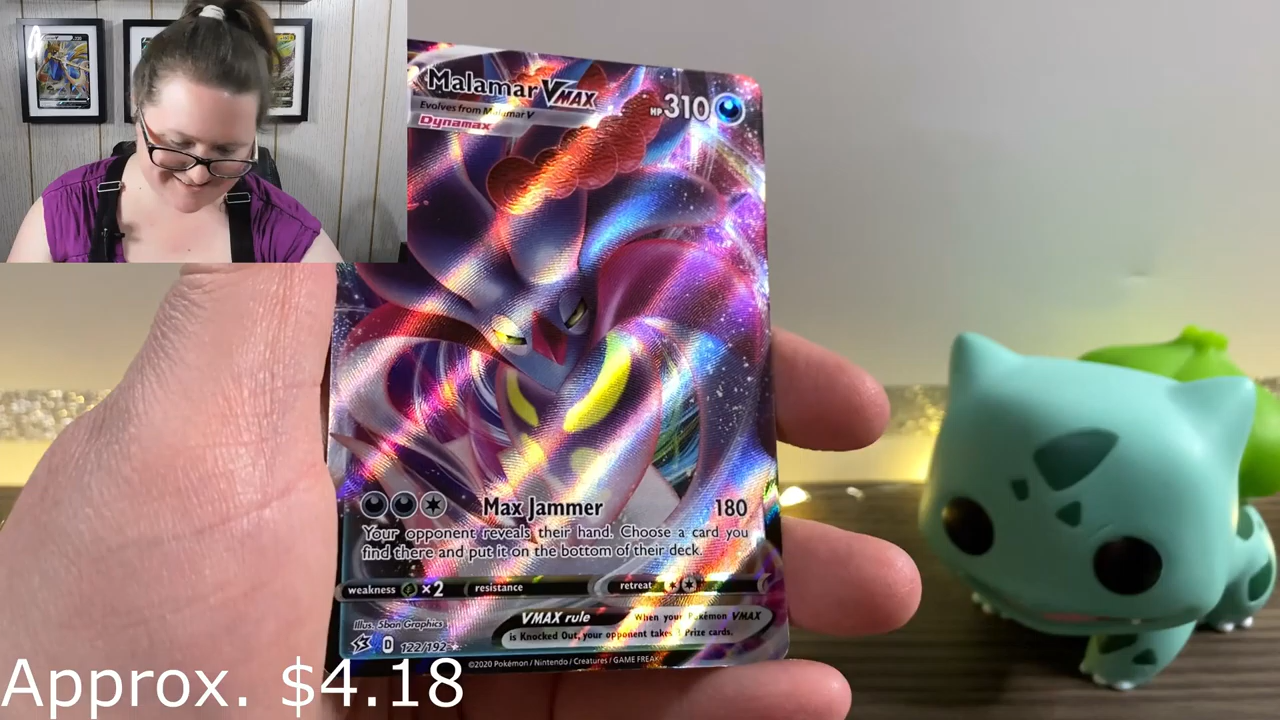 Malamar VMAX
HP 310
Evolves from Malamar V
Dynamax
Max Jammer 180
Your opponent reveals their hand. Choose a card you
find there and put it on the bottom of their deck.
weakness ×2 resistance retreat
VMAX rule When your Pokémon VMAX
is Knocked Out, your opponent takes 3 Prize cards.
Illus. 5ban Graphics
D 122/192
©2020 Pokémon / Nintendo / Creatures / GAME FREAK
Approx. $4.18